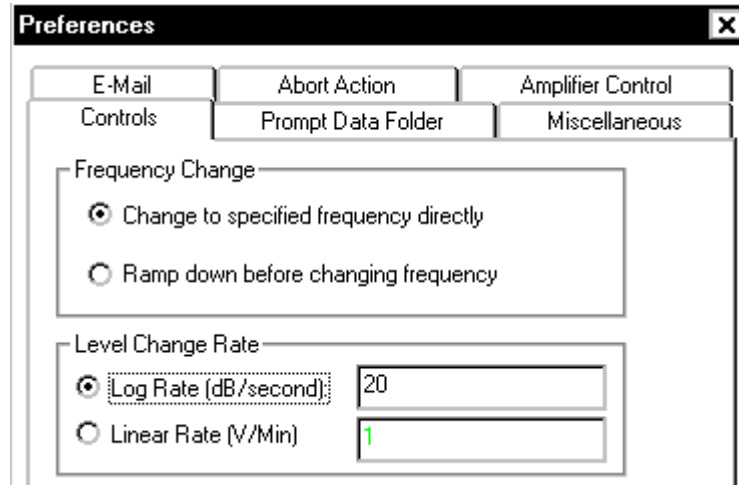 Preferences
E-Mail Abort Action Amplifier Control
Controls Prompt Data Folder Miscellaneous
Frequency Change
Change to specified frequency directly
Ramp down before changing frequency
Level Change Rate
Log Rate (dB/second): 20
Linear Rate (V/Min) 1